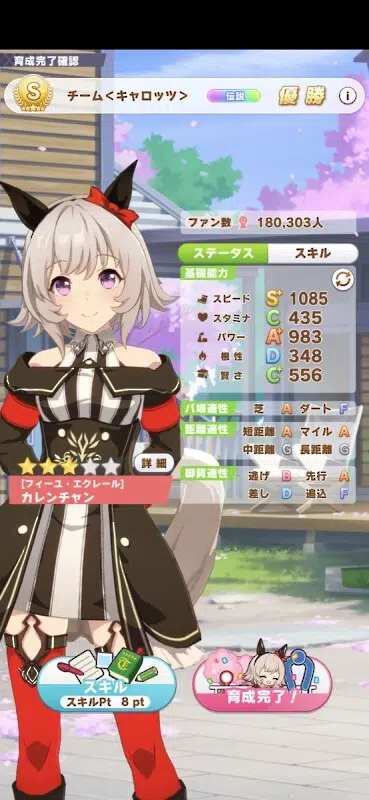 育成完了確認
S
チーム<キャロッツ>
伝説
優勝
i
ファン数 180,303人
ステータス スキル
基礎能力
スピード S+ 1085
スタミナ C 435
パワー A+ 983
根性 D 348
賢さ C+ 556
バ場適性 芝 A ダート F
距離適性 短距離 A マイル A
中距離 G 長距離 G
脚質適性 逃げ B 先行 A
差し D 追込 F
詳細
[フィーユ・エクレール]
カレンチャン
スキル
スキルPt 8 pt
育成完了!